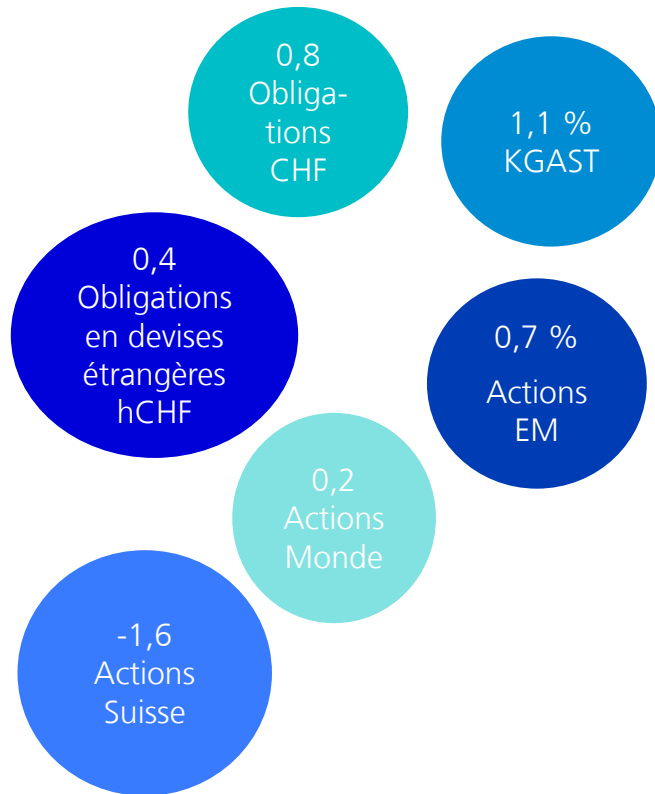 0,8
Obliga-
tions
CHF
1,1 %
KGAST
0,4
Obligations
en devises
étrangères
hCHF
0,7 %
Actions
EM
0,2
Actions
Monde
-1,6
Actions
Suisse